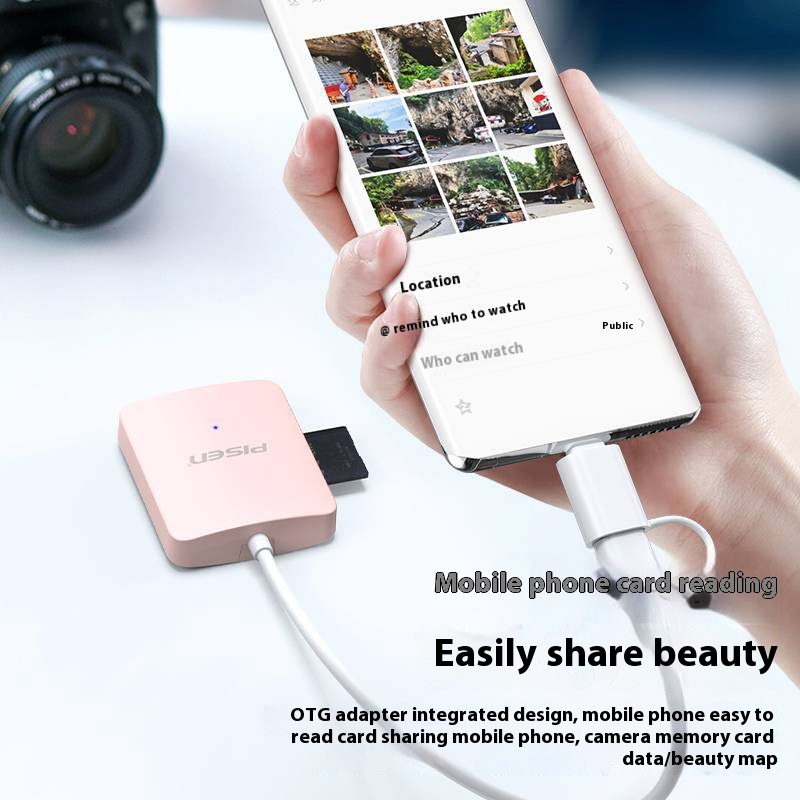 Location
@ remind who to watch
Public
Who can watch
PISEN
Mobile phone card reading
Easily share beauty
OTG adapter integrated design, mobile phone easy to
read card sharing mobile phone, camera memory card
data/beauty map